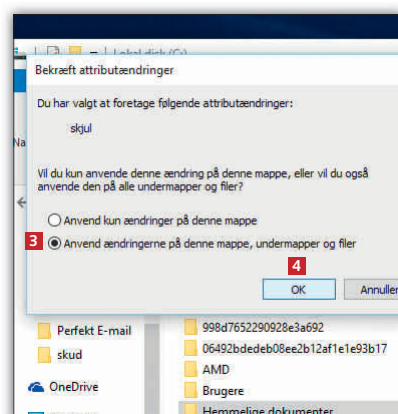 Lokal disk (C:)
Bekræft attributændringer
Du har valgt at foretage følgende attributændringer:
skjul
Na
Vil du kun anvende denne ændring på denne mappe, eller vil du også
anvende den på alle undermapper og filer?
Anvend kun ændringer på denne mappe
3 Anvend ændringerne på denne mappe, undermapper og filer
4
OK Annuller
Perfekt E-mail
skud
OneDrive
998d7652290928e3a692
06492bdedeb08ee2b12af1e1e93b17
AMD
Brugere
Hemmelige dokumenter